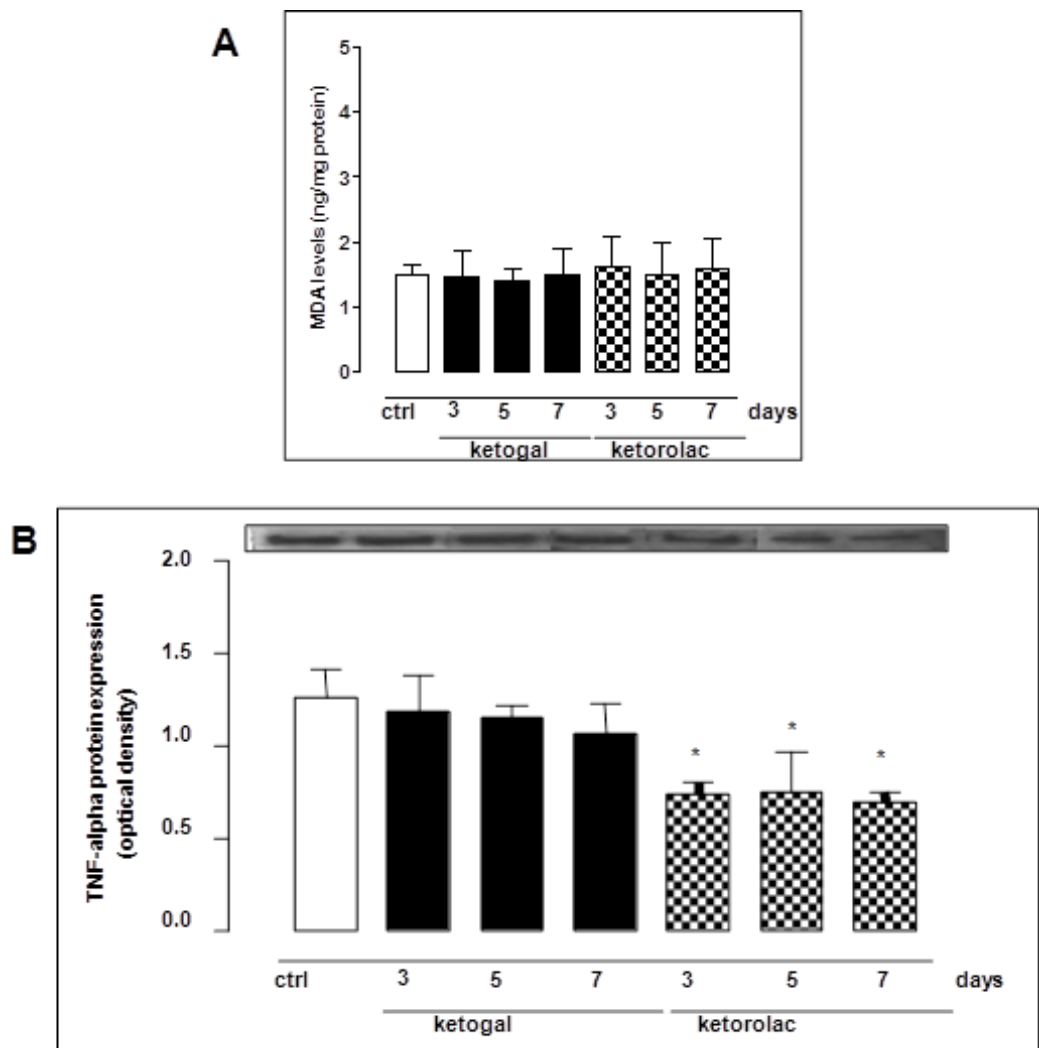 A
MDA levels (ng/mg protein)
5
4
3
2
1
0
ctrl 3 5 7 3 5 7 days
ketogal ketorolac
B
TNF-alpha protein expression
(optical density)
2.0
1.5
1.0
0.5
0.0
* * *
ctrl 3 5 7 3 5 7 days
ketogal ketorolac